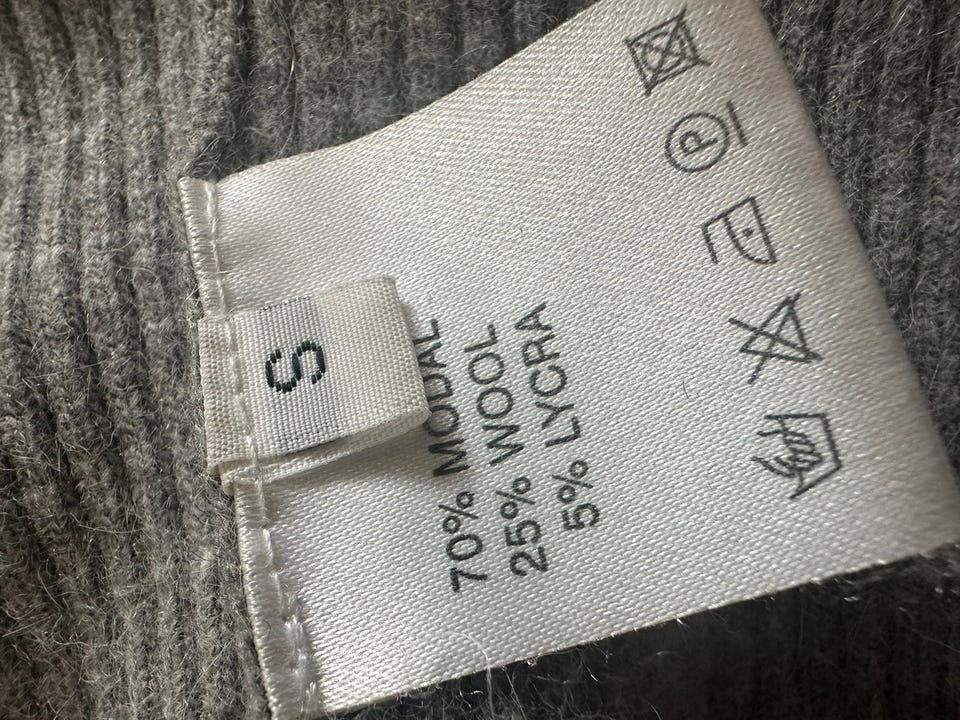 S
70% MODAL
25% WOOL
5% LYCRA
P